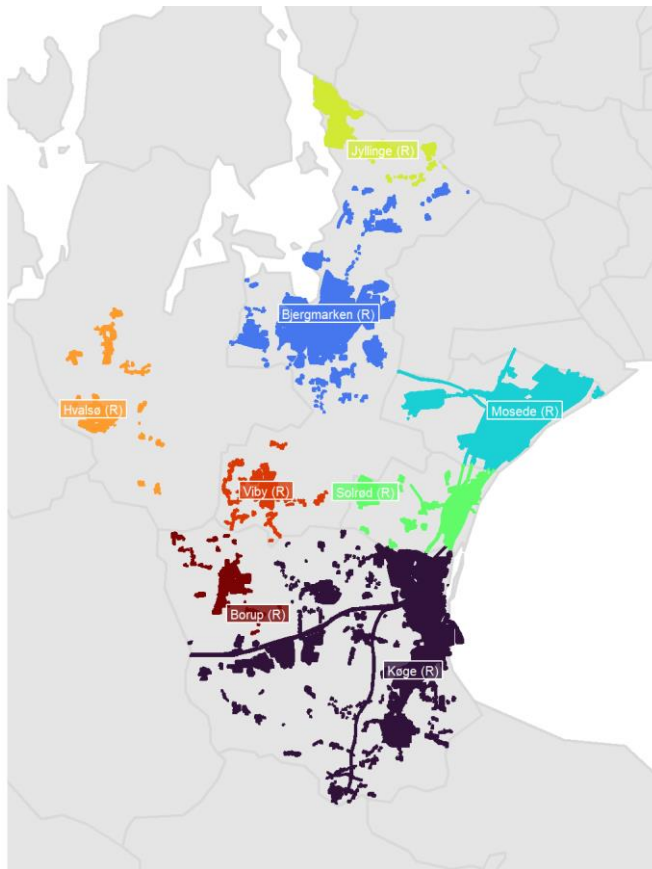 Jyllinge (R)
Bjergmarken (R)
Hvalsø (R)
Mosede (R)
Viby (R)
Solrød (R)
Borup (R)
Køge (R)